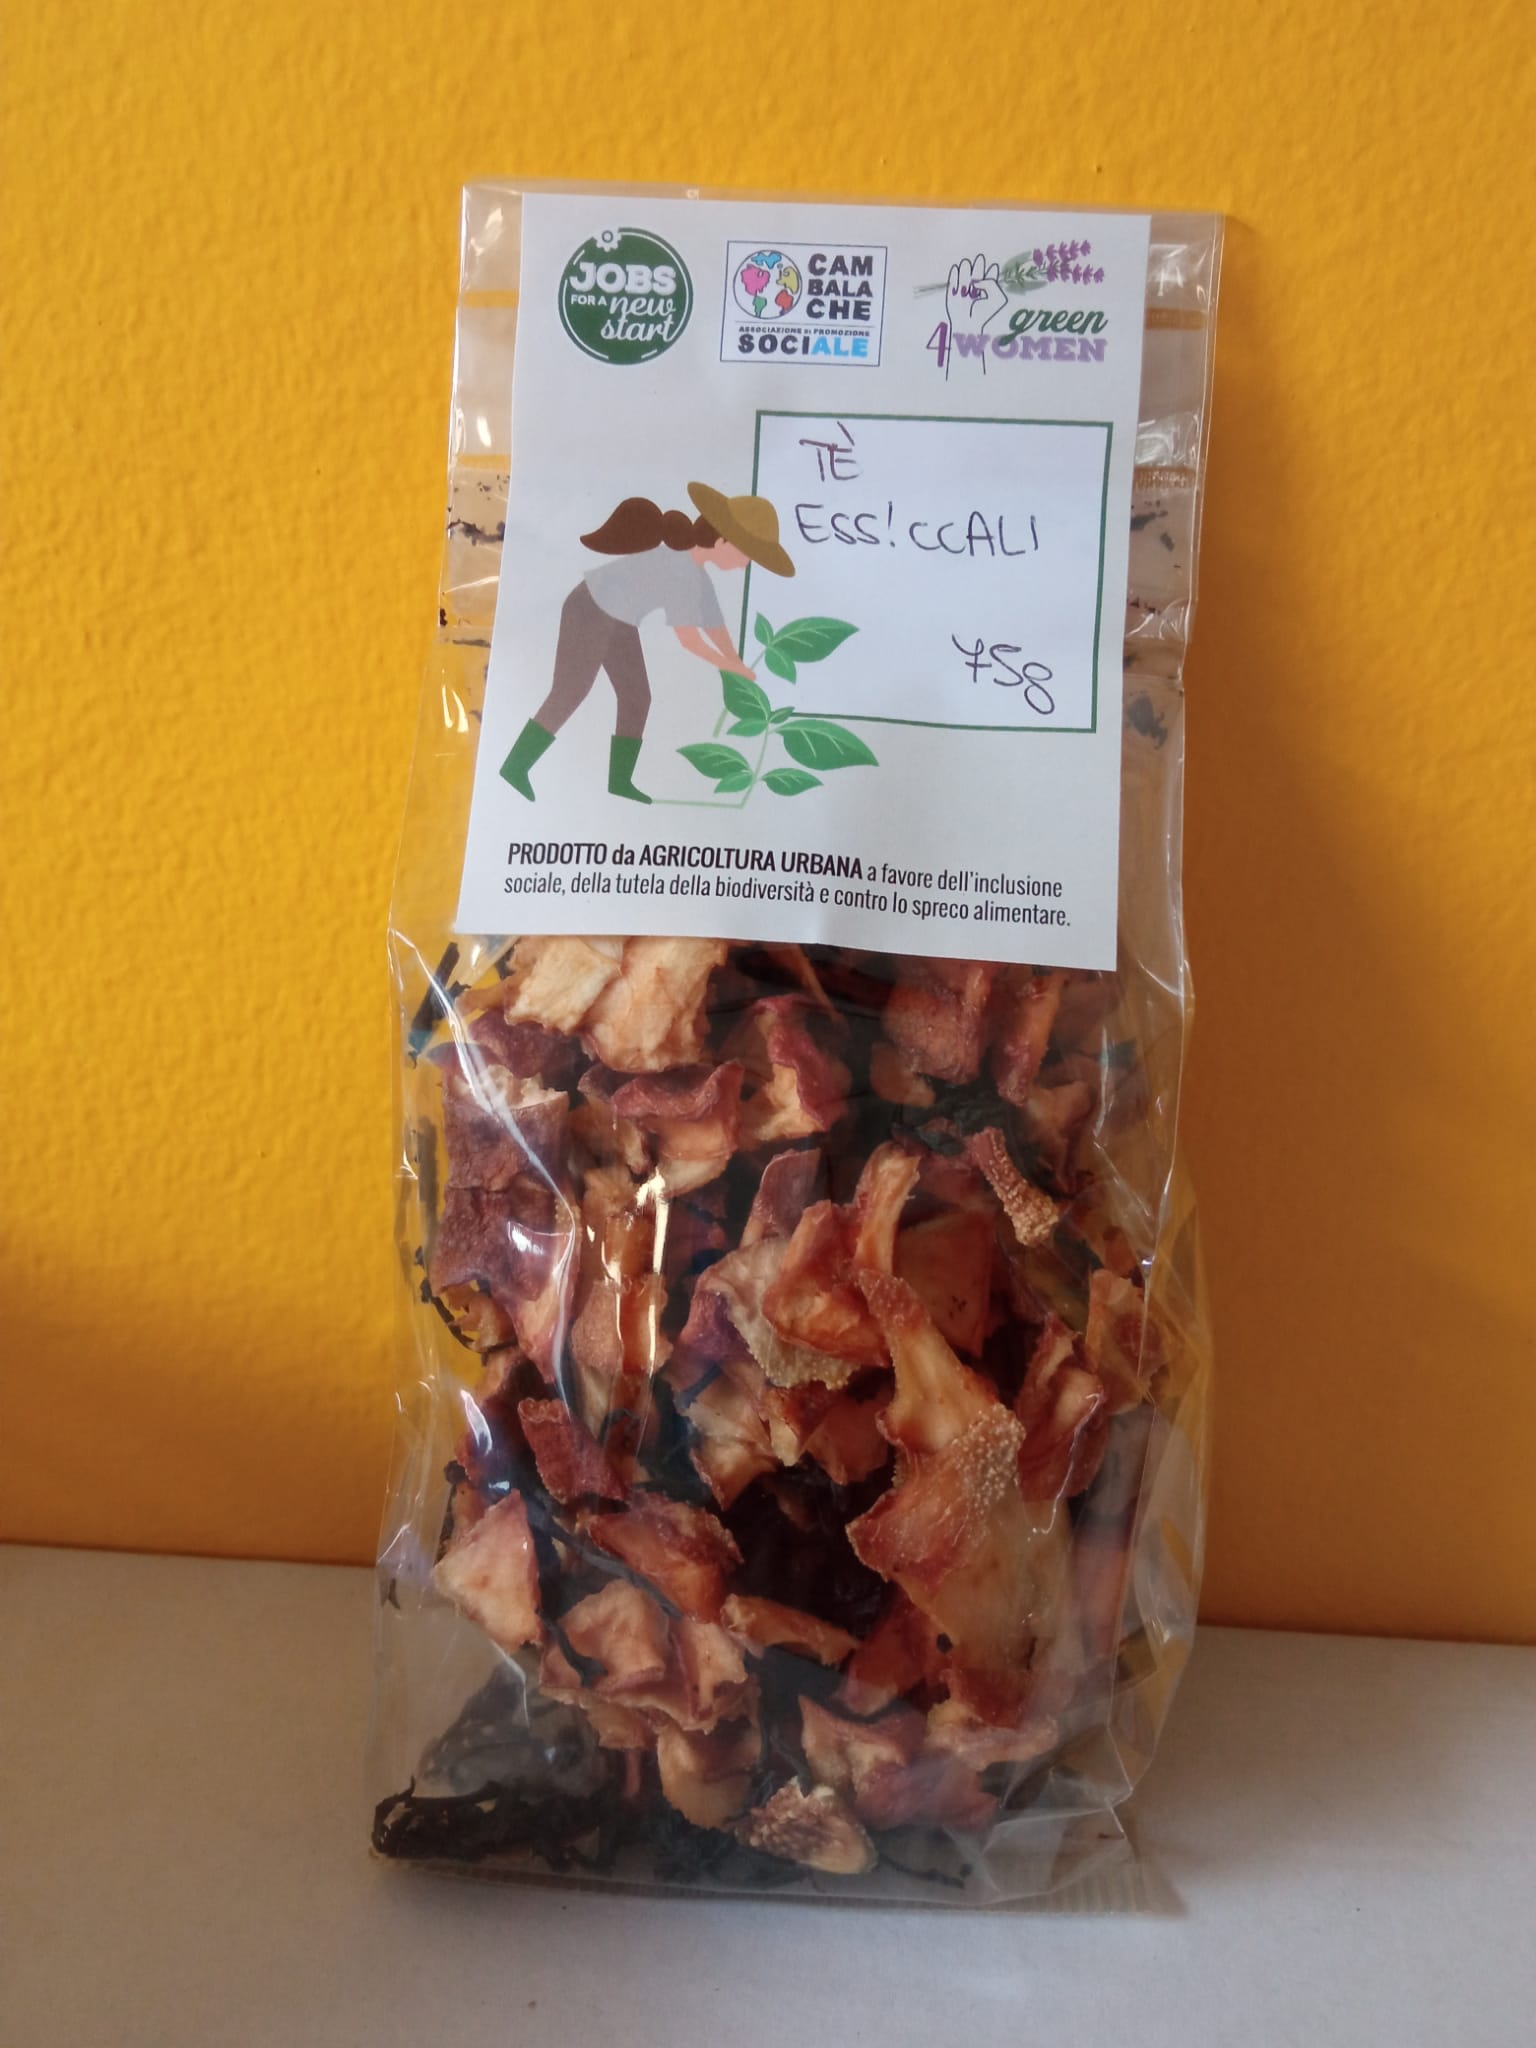 JOBS
FOR A new
start
CAM
BALA
CHE
ASSOCIAZIONE DI PROMOZIONE
SOCIALE
green
4WOMEN
TÈ
ESS!CCALI
75g
PRODOTTO da AGRICOLTURA URBANA a favore dell'inclusione
sociale, della tutela della biodiversità e contro lo spreco alimentare.